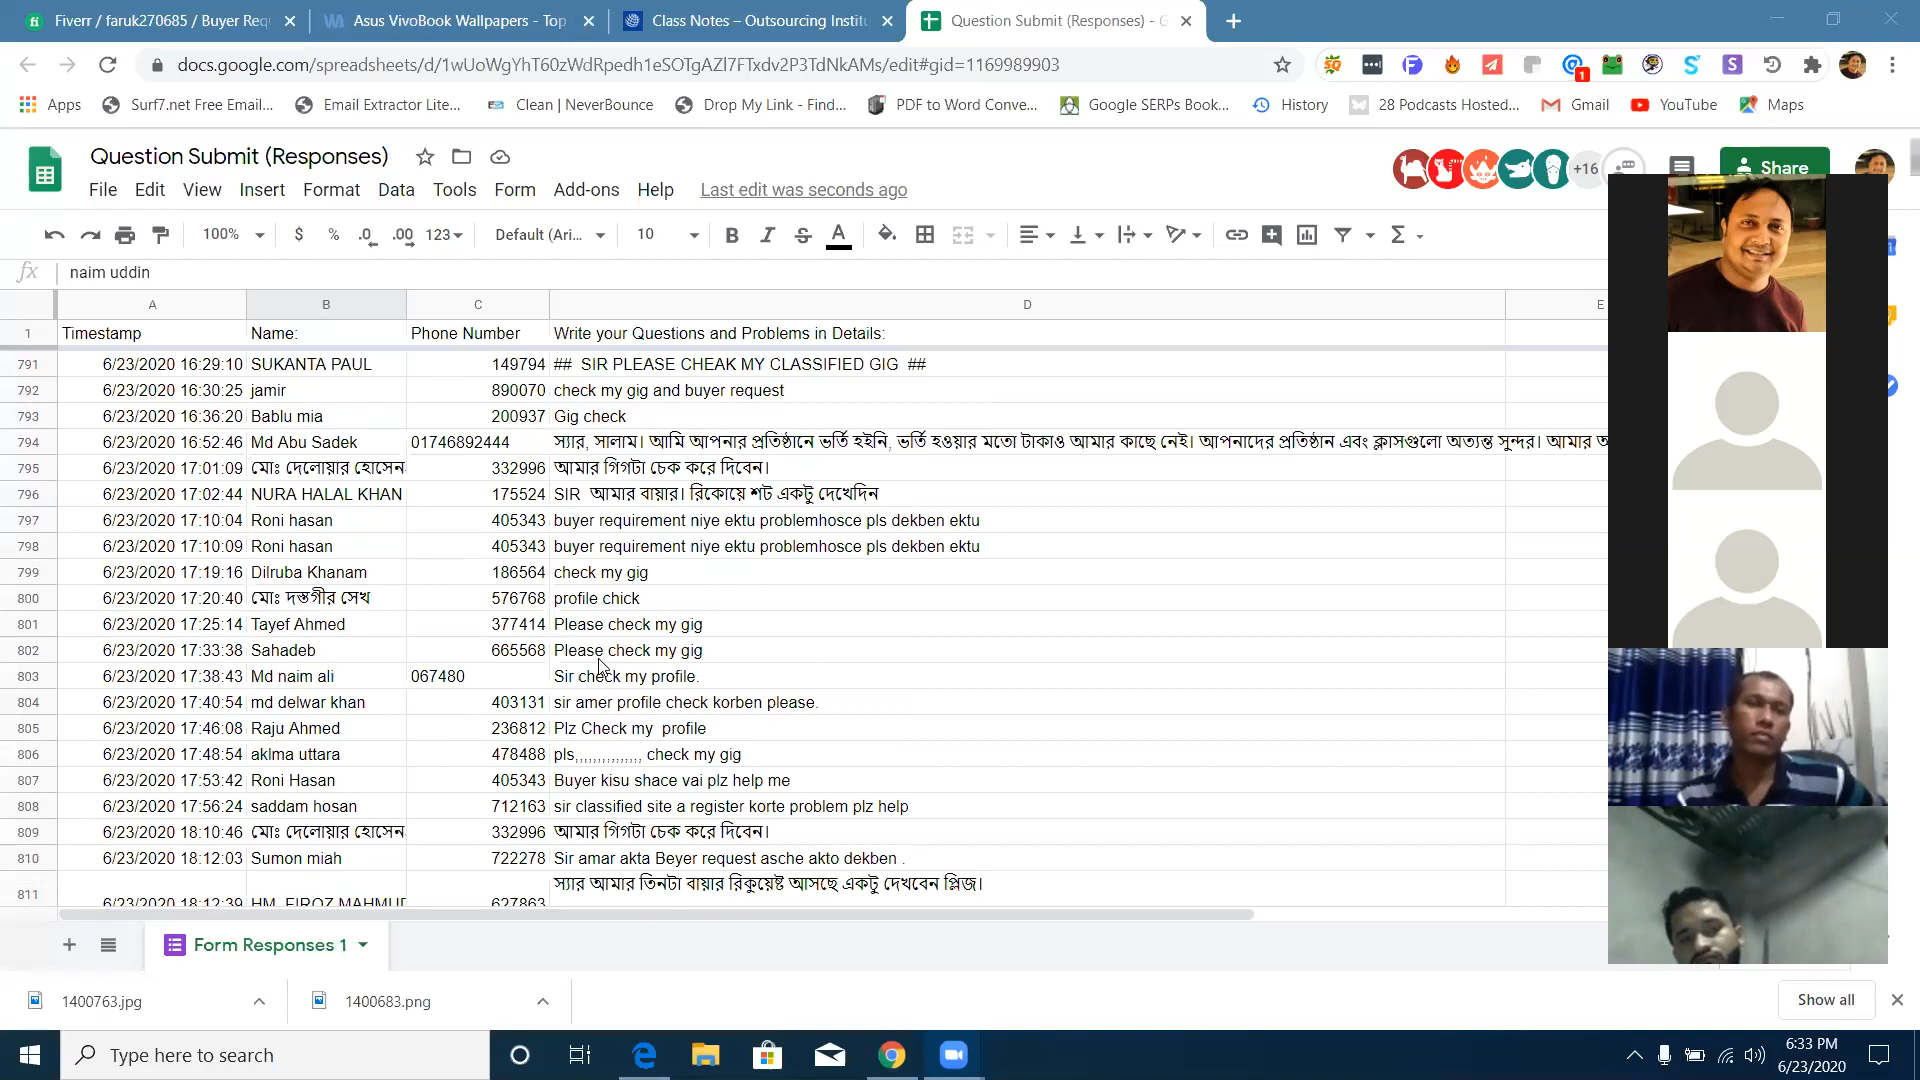 Fiverr / faruk270685 / Buyer Req
Asus VivoBook Wallpapers - Top
Class Notes – Outsourcing Institu
Question Submit (Responses) - G
docs.google.com/spreadsheets/d/1wUoWgYhT60zWdRpedh1eSOTgAZl7FTxdv2P3TdNkAMs/edit#gid=1169989903
Apps
Surf7.net Free Email...
Email Extractor Lite...
Clean | NeverBounce
Drop My Link - Find...
PDF to Word Conve...
Google SERPs Book...
History
28 Podcasts Hosted...
Gmail
YouTube
Maps
Question Submit (Responses)
+16
Share
File Edit View Insert Format Data Tools Form Add-ons Help Last edit was seconds ago
100% $ % .0 .00 123 Default (Ari... 10 B I S A
fx naim uddin
A B C D E
1 Timestamp Name: Phone Number Write your Questions and Problems in Details:
791 6/23/2020 16:29:10 SUKANTA PAUL 149794 ## SIR PLEASE CHEAK MY CLASSIFIED GIG ##
792 6/23/2020 16:30:25 jamir 890070 check my gig and buyer request
793 6/23/2020 16:36:20 Bablu mia 200937 Gig check
794 6/23/2020 16:52:46 Md Abu Sadek 01746892444 স্যার, সালাম। আমি আপনার প্রতিষ্ঠানে ভর্তি হইনি, ভর্তি হওয়ার মতো টাকাও আমার কাছে নেই। আপনাদের প্রতিষ্ঠান এবং ক্লাসগুলো অত্যন্ত সুন্দর। আমার
795 6/23/2020 17:01:09 মোঃ দেলোয়ার হোসেন 332996 আমার গিগটা চেক করে দিবেন।
796 6/23/2020 17:02:44 NURA HALAL KHAN 175524 SIR আমার বায়ার। রিকোয়ে শট একটু দেখেদিন
797 6/23/2020 17:10:04 Roni hasan 405343 buyer requirement niye ektu problemhosce pls dekben ektu
798 6/23/2020 17:10:09 Roni hasan 405343 buyer requirement niye ektu problemhosce pls dekben ektu
799 6/23/2020 17:19:16 Dilruba Khanam 186564 check my gig
800 6/23/2020 17:20:40 মোঃ দস্তগীর সেখ 576768 profile chick
801 6/23/2020 17:25:14 Tayef Ahmed 377414 Please check my gig
802 6/23/2020 17:33:38 Sahadeb 665568 Please check my gig
803 6/23/2020 17:38:43 Md naim ali 067480 Sir check my profile.
804 6/23/2020 17:40:54 md delwar khan 403131 sir amer profile check korben please.
805 6/23/2020 17:46:08 Raju Ahmed 236812 Plz Check my profile
806 6/23/2020 17:48:54 aklma uttara 478488 pls,,,,,,,,,,,,,,, check my gig
807 6/23/2020 17:53:42 Roni Hasan 405343 Buyer kisu shace vai plz help me
808 6/23/2020 17:56:24 saddam hosan 712163 sir classified site a register korte problem plz help
809 6/23/2020 18:10:46 মোঃ দেলোয়ার হোসেন 332996 আমার গিগটা চেক করে দিবেন।
810 6/23/2020 18:12:03 Sumon miah 722278 Sir amar akta Beyer request asche akto dekben .
811 6/23/2020 18:12:39 HM. FIROZ MAHMUD 627863 স্যার আমার তিনটা বায়ার রিকুয়েষ্ট আসছে একটু দেখবেন প্লিজ।
Form Responses 1
1400763.jpg
1400683.png
Show all
Type here to search
6:33 PM
6/23/2020